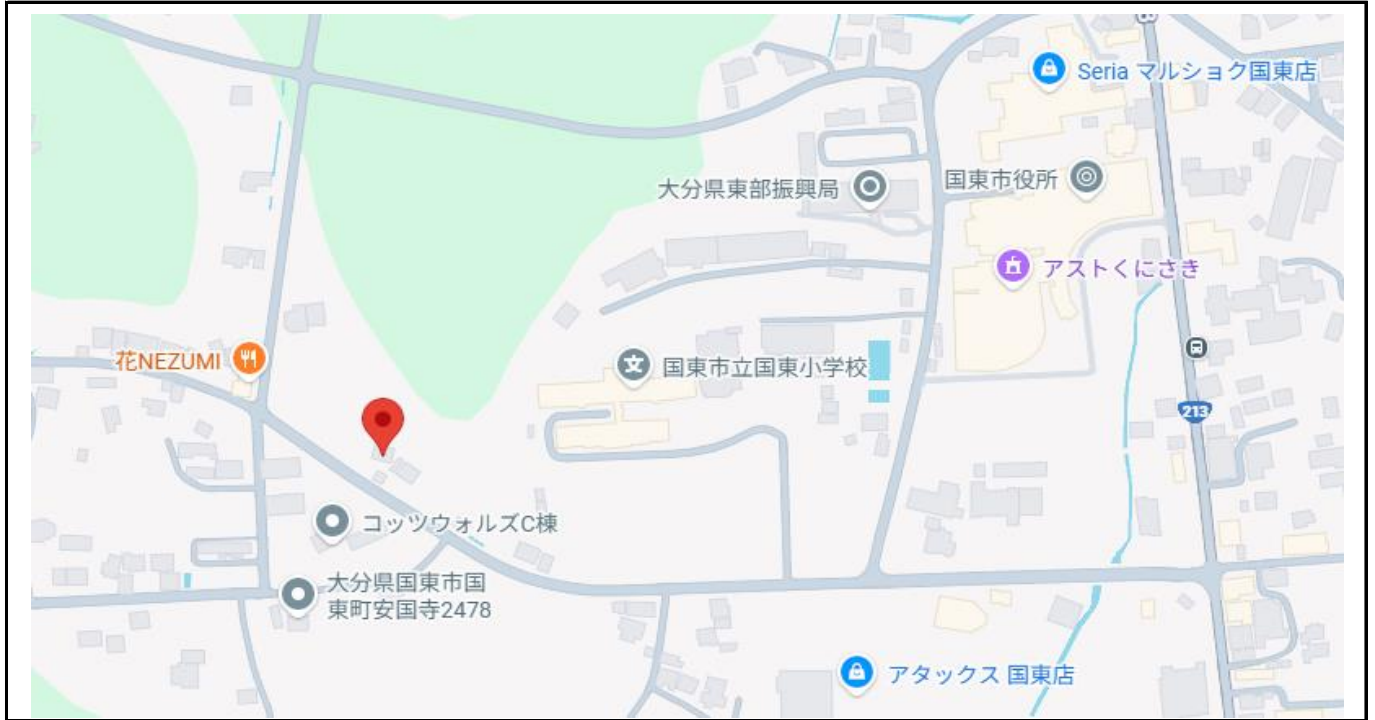 Seria マルショク国東店
大分県東部振興局
国東市役所
アストくにさき
花NEZUMI
国東市立国東小学校
213
コッツウォルズC棟
大分県国東市国
東町安国寺2478
アタックス 国東店